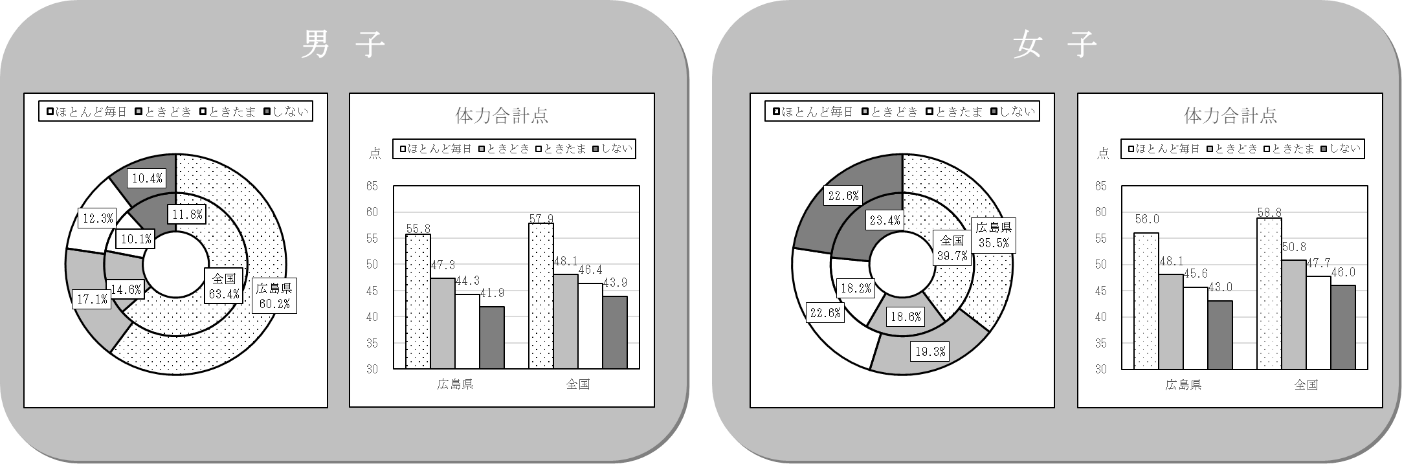 男 子
□ほとんど毎日 ■ときどき □ときたま ■しない
10.4%
12.3%
11.8%
10.1%
全国
63.4%
広島県
60.2%
14.6%
17.1%
体力合計点
点
□ほとんど毎日 □ときどき □ときたま ■しない
65
60
55
50
45
40
35
30
55.8
47.3
44.3
41.9
57.9
48.1
46.4
43.9
広島県
全国
女 子
□ほとんど毎日 ■ときどき □ときたま ■しない
22.6%
23.4%
広島県
35.5%
全国
39.7%
18.2%
22.6%
18.6%
19.3%
体力合計点
点
□ほとんど毎日 □ときどき □ときたま ■しない
65
60
55
50
45
40
35
30
56.0
48.1
45.6
43.0
58.8
50.8
47.7
46.0
広島県
全国